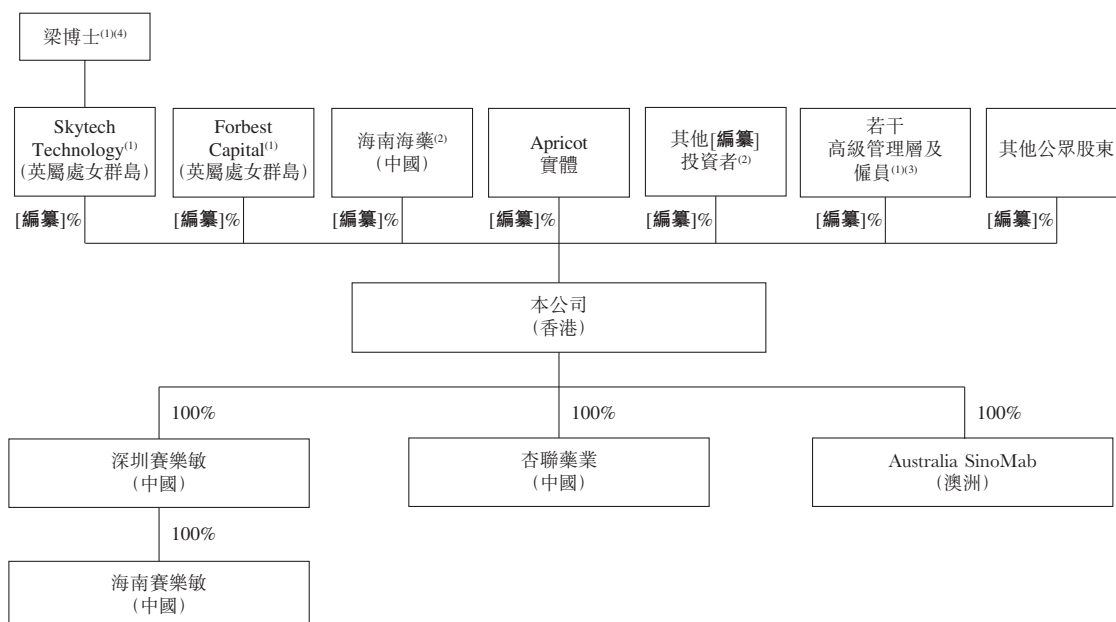 梁博士(1)(4)
Skytech
Technology(1)
(英屬處女群島)
Forbest
Capital(1)
(英屬處女群島)
海南海藥(2)
(中國)
Apricot
實體
其他[編纂]
投資者(2)
若干
高級管理層及
僱員(1)(3)
其他公眾股東
[編纂]%
[編纂]%
[編纂]%
[編纂]%
[編纂]%
[編纂]%
[編纂]%
本公司
(香港)
100%
100%
100%
深圳賽樂敏
(中國)
杏聯藥業
(中國)
Australia SinoMab
(澳洲)
100%
海南賽樂敏
(中國)